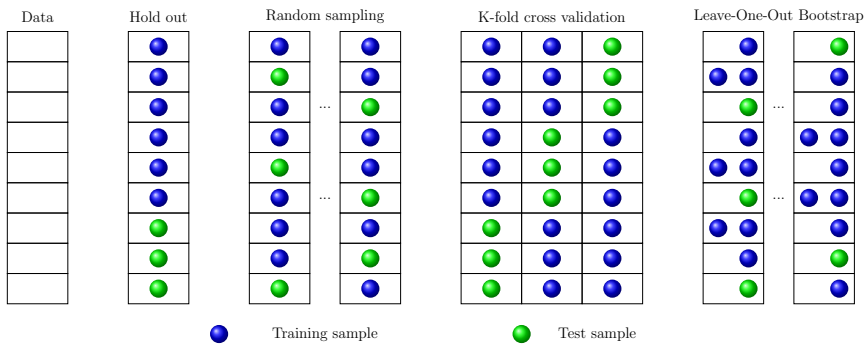 Data
Hold out
Random sampling
K-fold cross validation
Leave-One-Out Bootstrap
...
...
...
...
Training sample
Test sample